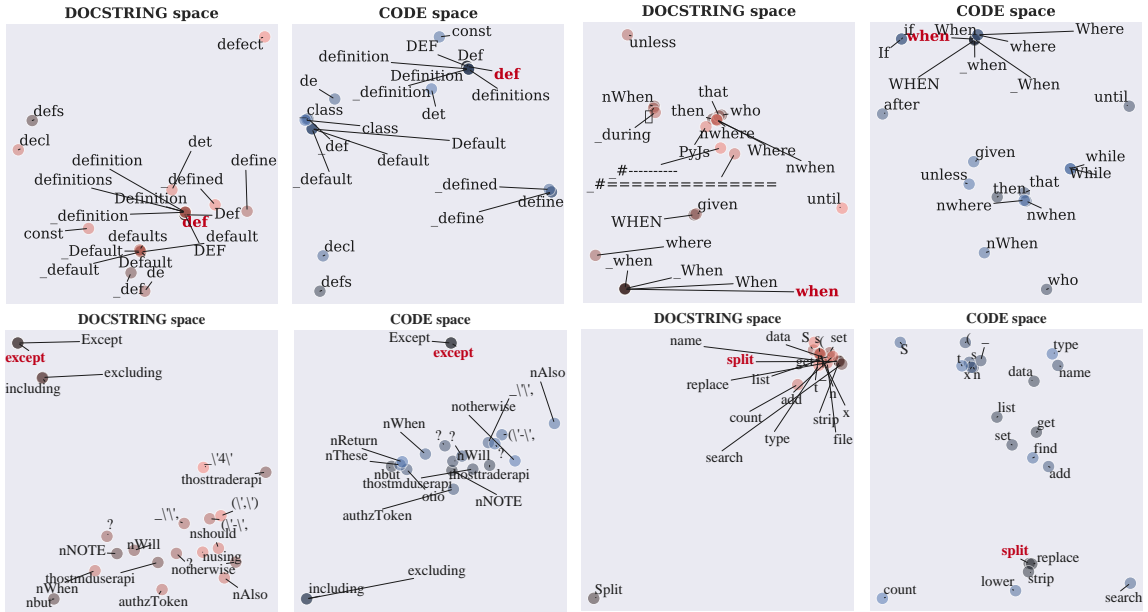 DOCSTRING space
defect
defs
decl
det
definition
define
definitions
_defined
Definition
_definition
Def
def
const
defaults
default
_Default
DEF
Default
_default
de
_def
CODE space
const
DEF
Def
definition
def
Definition
de
_definition
definitions
class
det
class
Default
_def
default
_default
_defined
define
_define
decl
defs
DOCSTRING space
unless
that
nWhen
then
who
_during
nwhere
PyJs
Where
nwhen
_#----------
_#================
given
until
WHEN
where
_when
_When
When
when
CODE space
if
When
Where
when
where
If
_when
WHEN
_When
after
until
given
while
unless
While
that
then
nwhere
nwhen
nWhen
who
DOCSTRING space
Except
except
excluding
including
_\'4\'
thosttraderapi
(\'.\')
_\'\',
?
(\'-\',
nshould
nWill
nNOTE
nusing
?
notherwise
thostmduserapi
nWhen
nAlso
nbut
authZToken
CODE space
Except
except
nAlso
_\'\',
notherwise
nWhen
(\'-\',
nReturn
?
?
nThese
nWill
?
nbut
thosttraderapi
thostmduserapi
otio
nNOTE
authzToken
excluding
including
DOCSTRING space
S
s(
set
data
name
split
get
list
replace
t
_
n
add
count
x
strip
type
file
search
Split
CODE space
(
_
S
type
s
t
x
n
data
name
list
get
set
find
add
split
replace
strip
lower
count
search